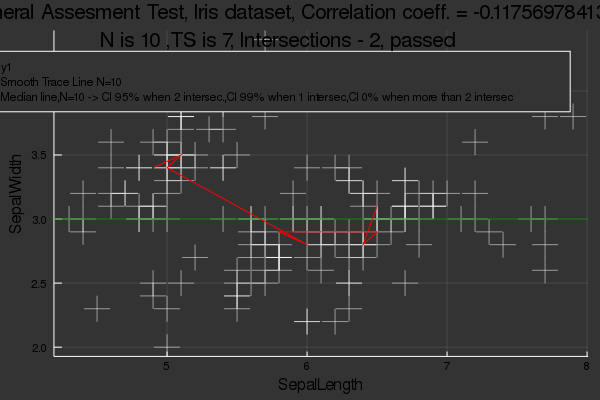 neral Assesment Test, Iris dataset, Correlation coeff. = -0.11756978413
N is 10 ,TS is 7, Intersections - 2, passed
y1
Smooth Trace Line N=10
Median line,N=10 -> CI 95% when 2 intersec.,CI 99% when 1 intersec,CI 0% when more than 2 intersec
3.5
3.0
2.5
2.0
SepalWidth
5
6
7
8
SepalLength